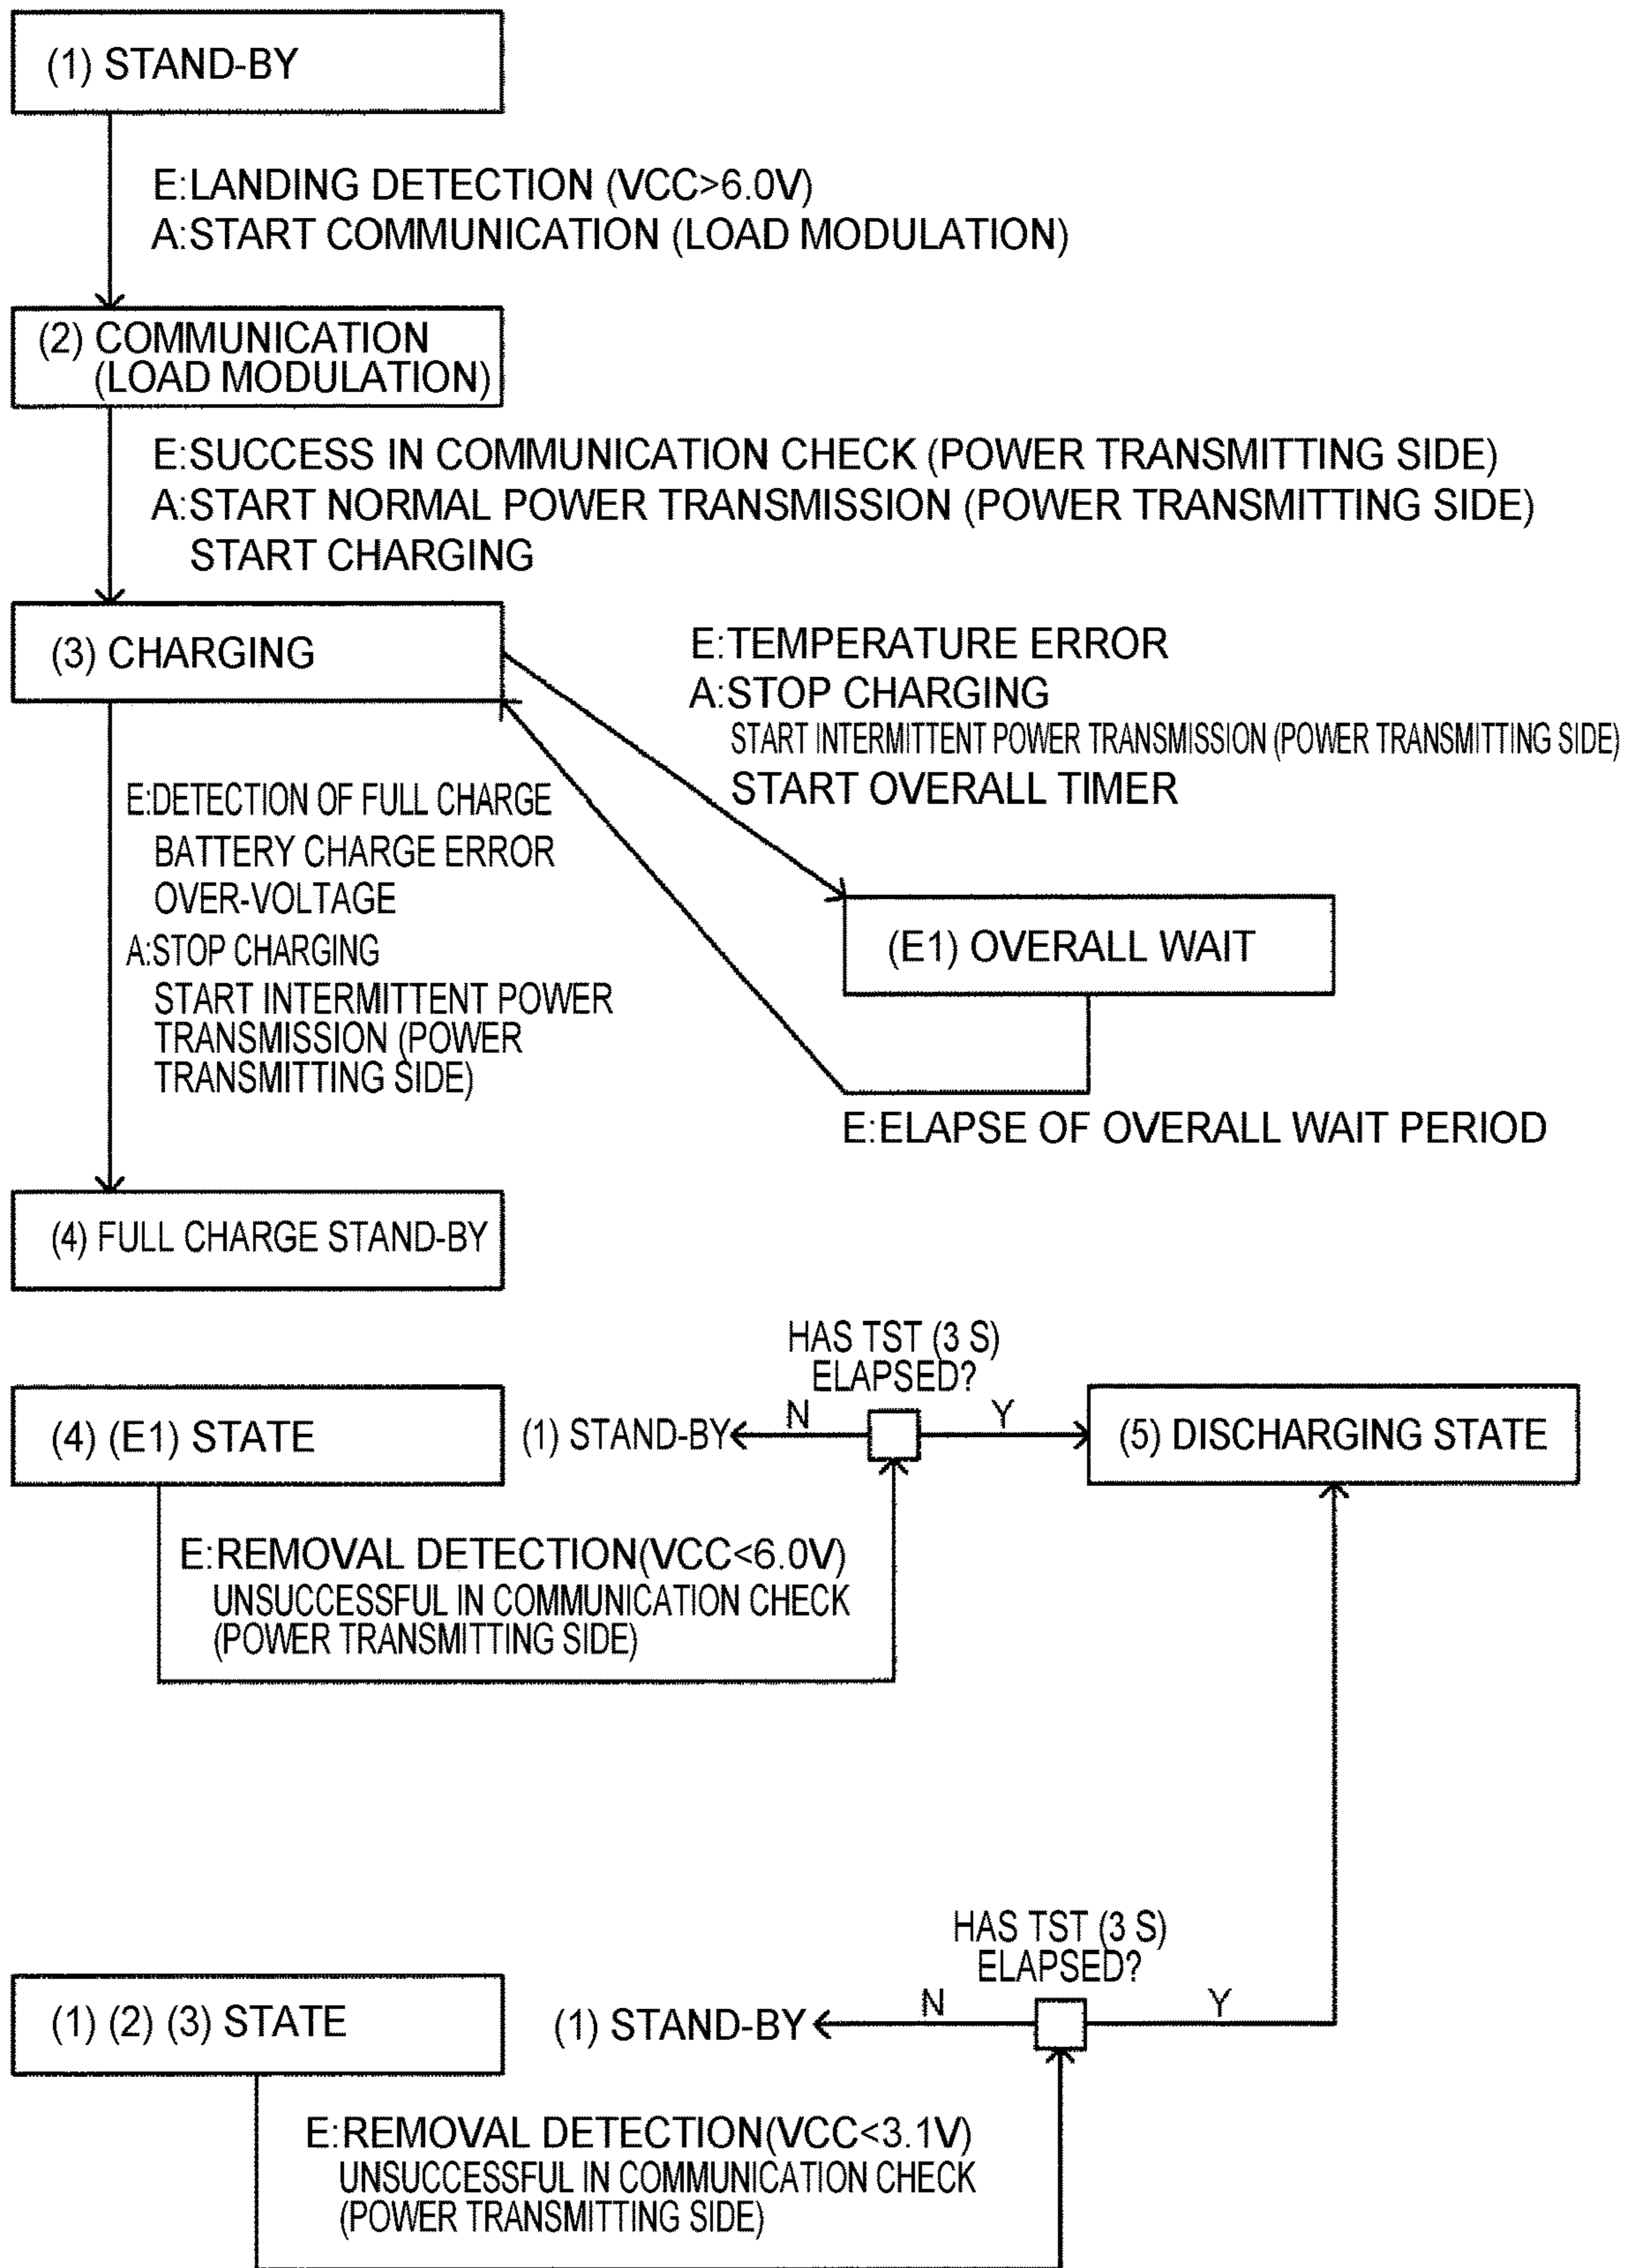 (1) STAND-BY
E:LANDING DETECTION (VCC>6.0V)
A:START COMMUNICATION (LOAD MODULATION)
(2) COMMUNICATION
(LOAD MODULATION)
E:SUCCESS IN COMMUNICATION CHECK (POWER TRANSMITTING SIDE)
A:START NORMAL POWER TRANSMISSION (POWER TRANSMITTING SIDE)
START CHARGING
(3) CHARGING
E:TEMPERATURE ERROR
A:STOP CHARGING
START INTERMITTENT POWER TRANSMISSION (POWER TRANSMITTING SIDE)
START OVERALL TIMER
E:DETECTION OF FULL CHARGE
BATTERY CHARGE ERROR
OVER-VOLTAGE
A:STOP CHARGING
START INTERMITTENT POWER
TRANSMISSION (POWER
TRANSMITTING SIDE)
(E1) OVERALL WAIT
E:ELAPSE OF OVERALL WAIT PERIOD
(4) FULL CHARGE STAND-BY
HAS TST (3 S)
ELAPSED?
(4) (E1) STATE
(1) STAND-BY
N
Y
(5) DISCHARGING STATE
E:REMOVAL DETECTION(VCC<6.0V)
UNSUCCESSFUL IN COMMUNICATION CHECK
(POWER TRANSMITTING SIDE)
HAS TST (3 S)
ELAPSED?
(1) (2) (3) STATE
(1) STAND-BY
N
Y
E:REMOVAL DETECTION(VCC<3.1V)
UNSUCCESSFUL IN COMMUNICATION CHECK
(POWER TRANSMITTING SIDE)